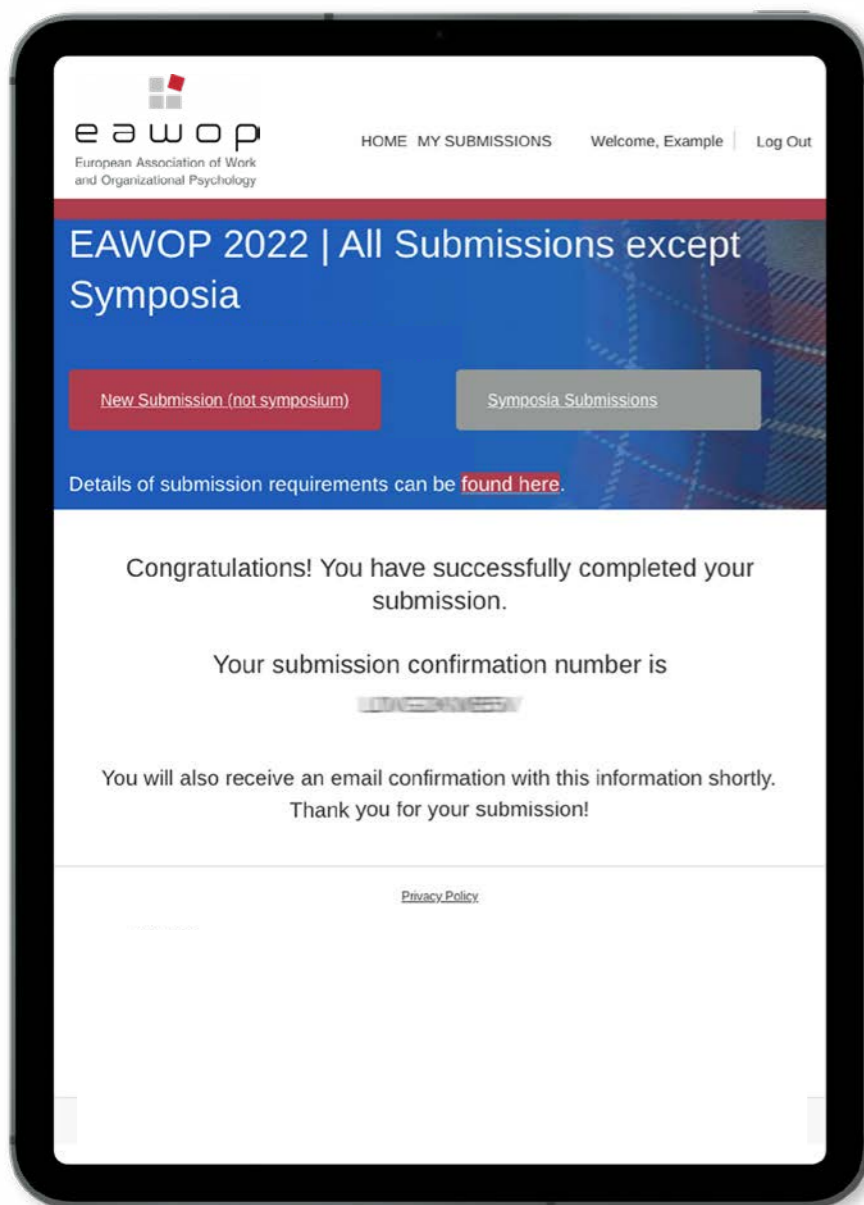 eawop
European Association of Work
and Organizational Psychology
HOME MY SUBMISSIONS Welcome, Example Log Out
EAWOP 2022 | All Submissions except
Symposia
New Submission (not symposium) Symposia Submissions
Details of submission requirements can be found here.
Congratulations! You have successfully completed your
submission.
Your submission confirmation number is
You will also receive an email confirmation with this information shortly.
Thank you for your submission!
Privacy Policy